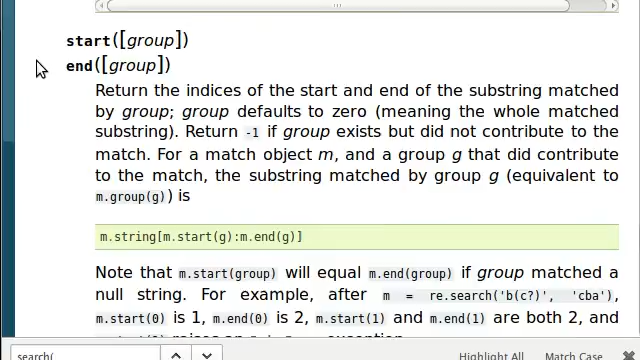 start([group])
end([group])
Return the indices of the start and end of the substring matched
by group; group defaults to zero (meaning the whole matched
substring). Return -1 if group exists but did not contribute to the
match. For a match object m, and a group g that did contribute
to the match, the substring matched by group g (equivalent to
m.group(g)) is
m.string[m.start(g):m.end(g)]
Note that m.start(group) will equal m.end(group) if group matched a
null string. For example, after m = re.search('b(c?)', 'cba'),
m.start(0) is 1, m.end(0) is 2, m.start(1) and m.end(1) are both 2, and
exception
search(
Highlight All
Match Case